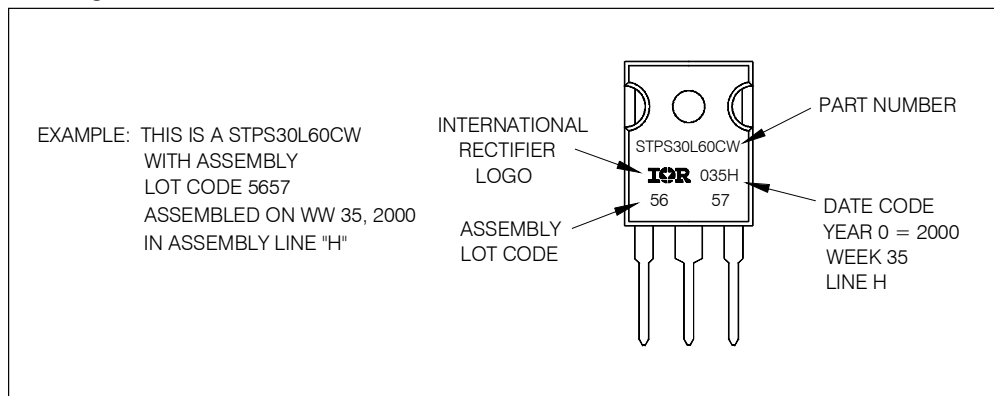 EXAMPLE: THIS IS A STPS30L60CW
WITH ASSEMBLY
LOT CODE 5657
ASSEMBLED ON WW 35, 2000
IN ASSEMBLY LINE "H"
INTERNATIONAL
RECTIFIER
LOGO
ASSEMBLY
LOT CODE
STPS30L60CW
IOR 035H
56 57
PART NUMBER
DATE CODE
YEAR 0 = 2000
WEEK 35
LINE H